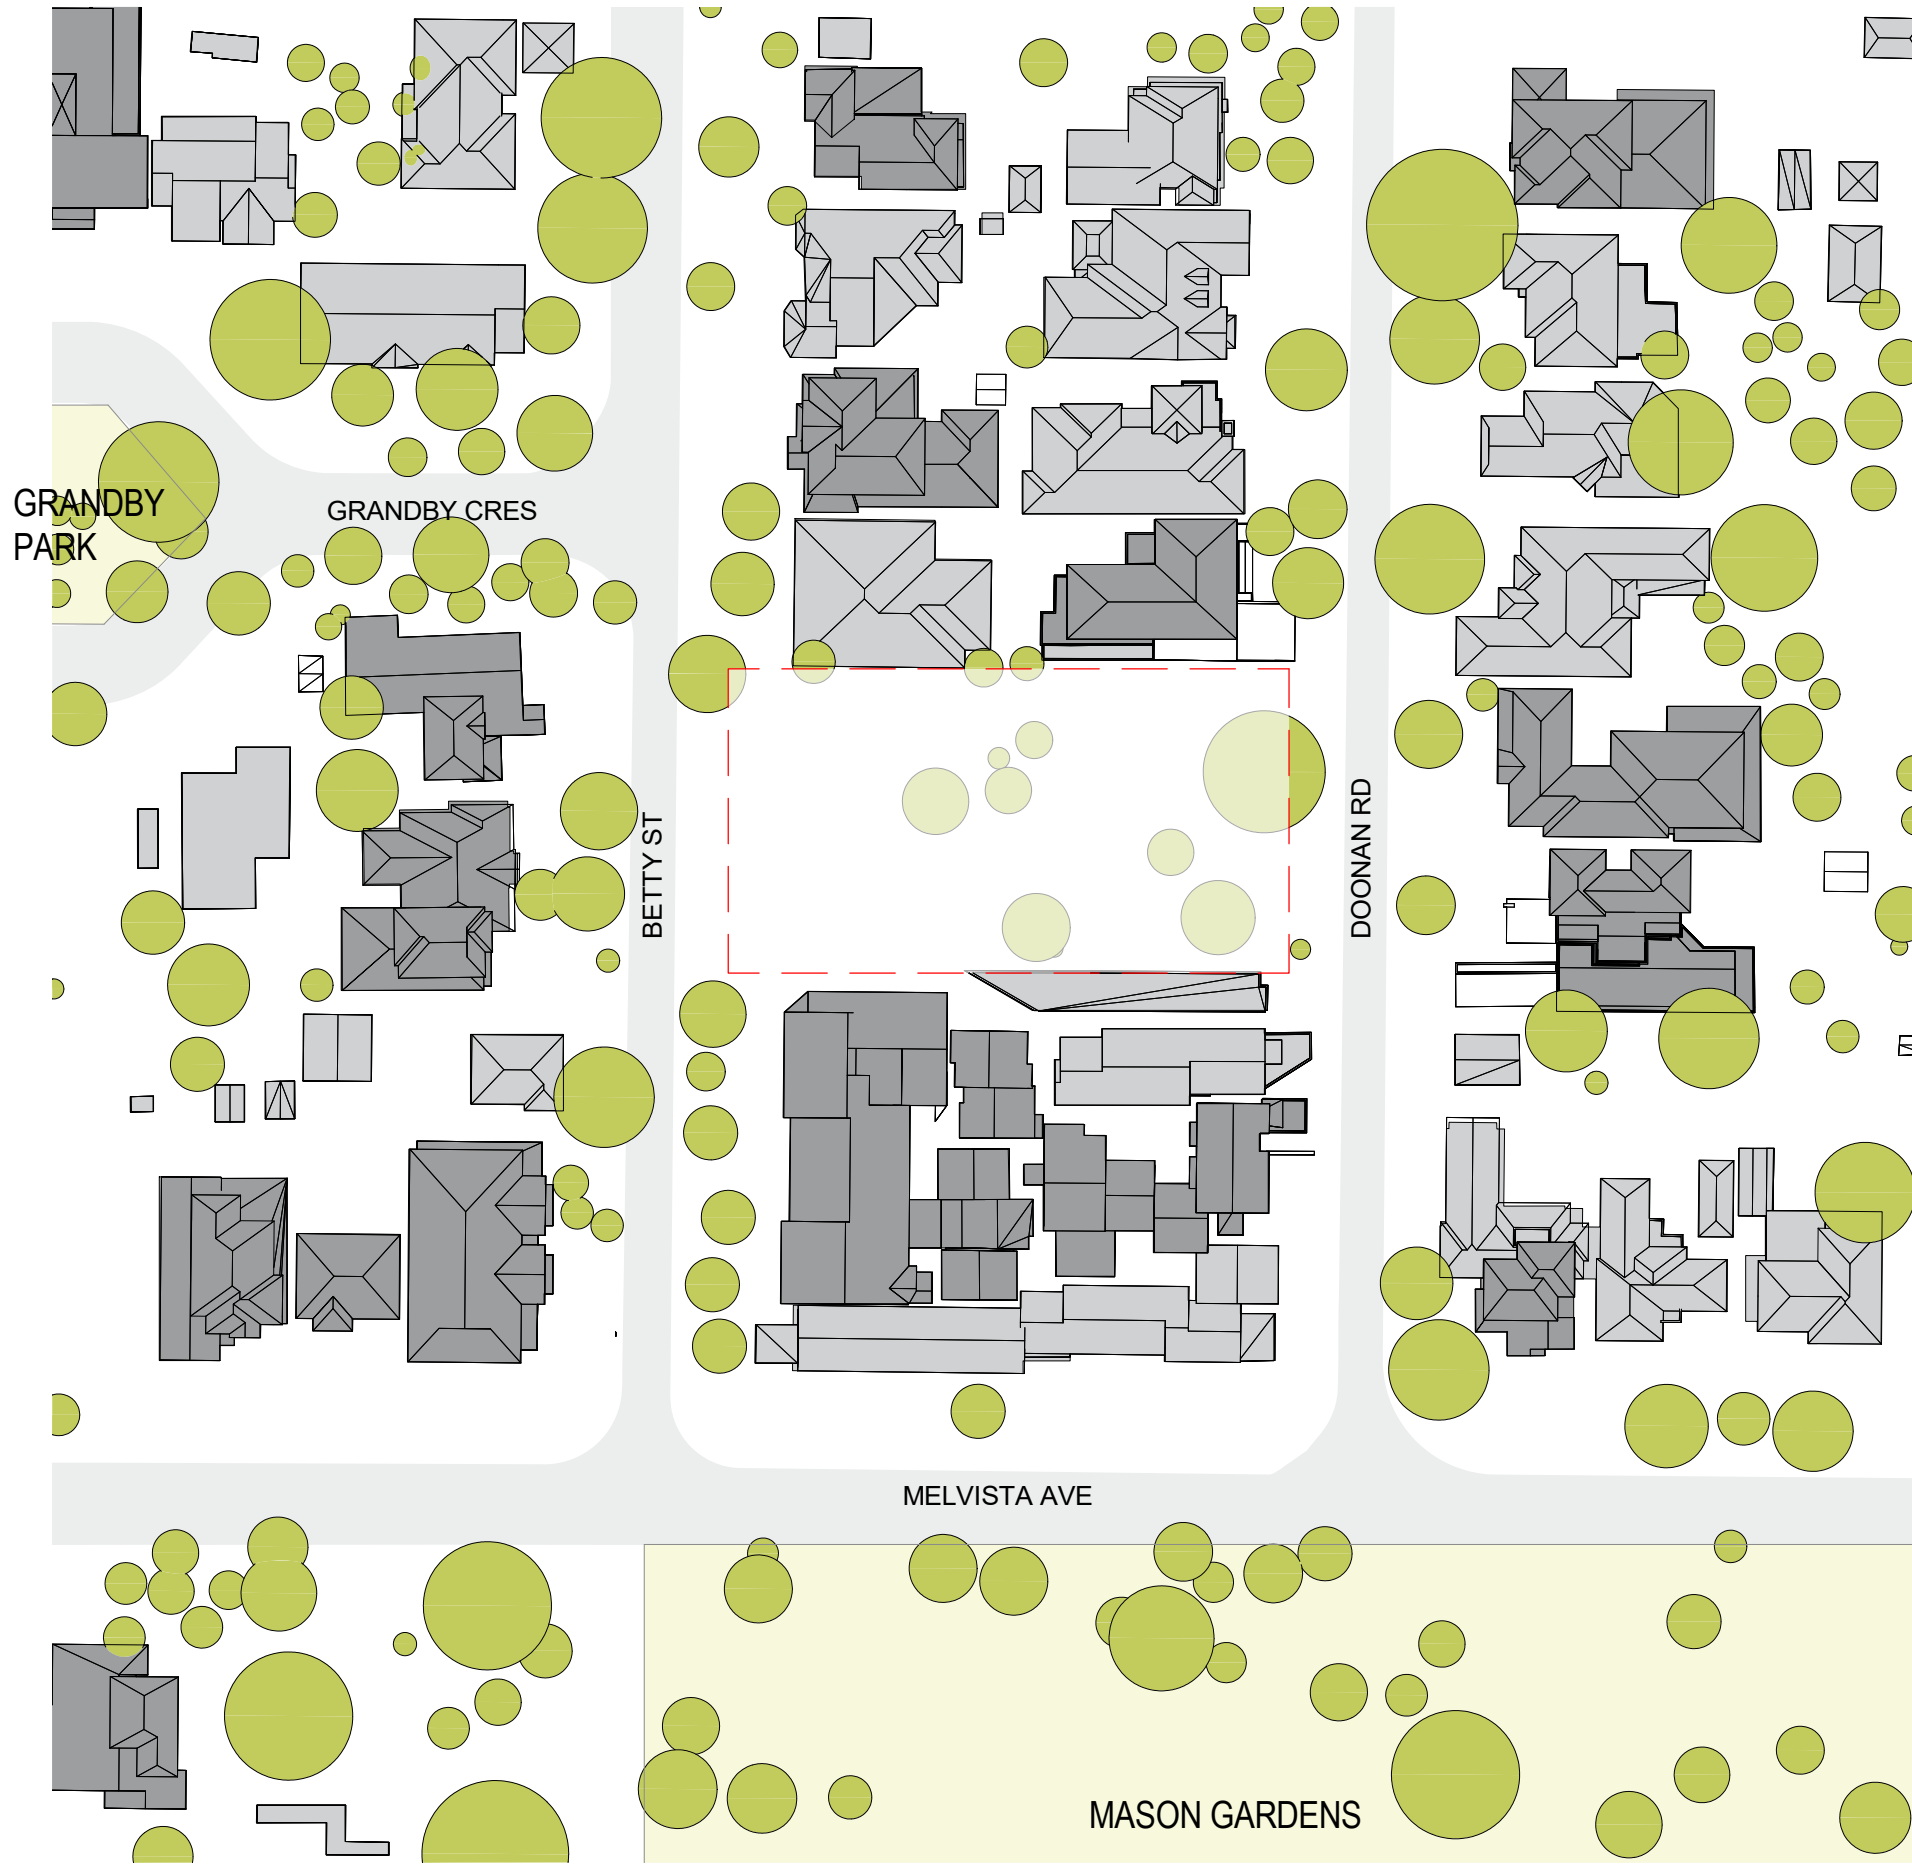 GRANDBY
PARK
GRANDBY CRES
BETTY ST
DOONAN RD
MELVISTA AVE
MASON GARDENS